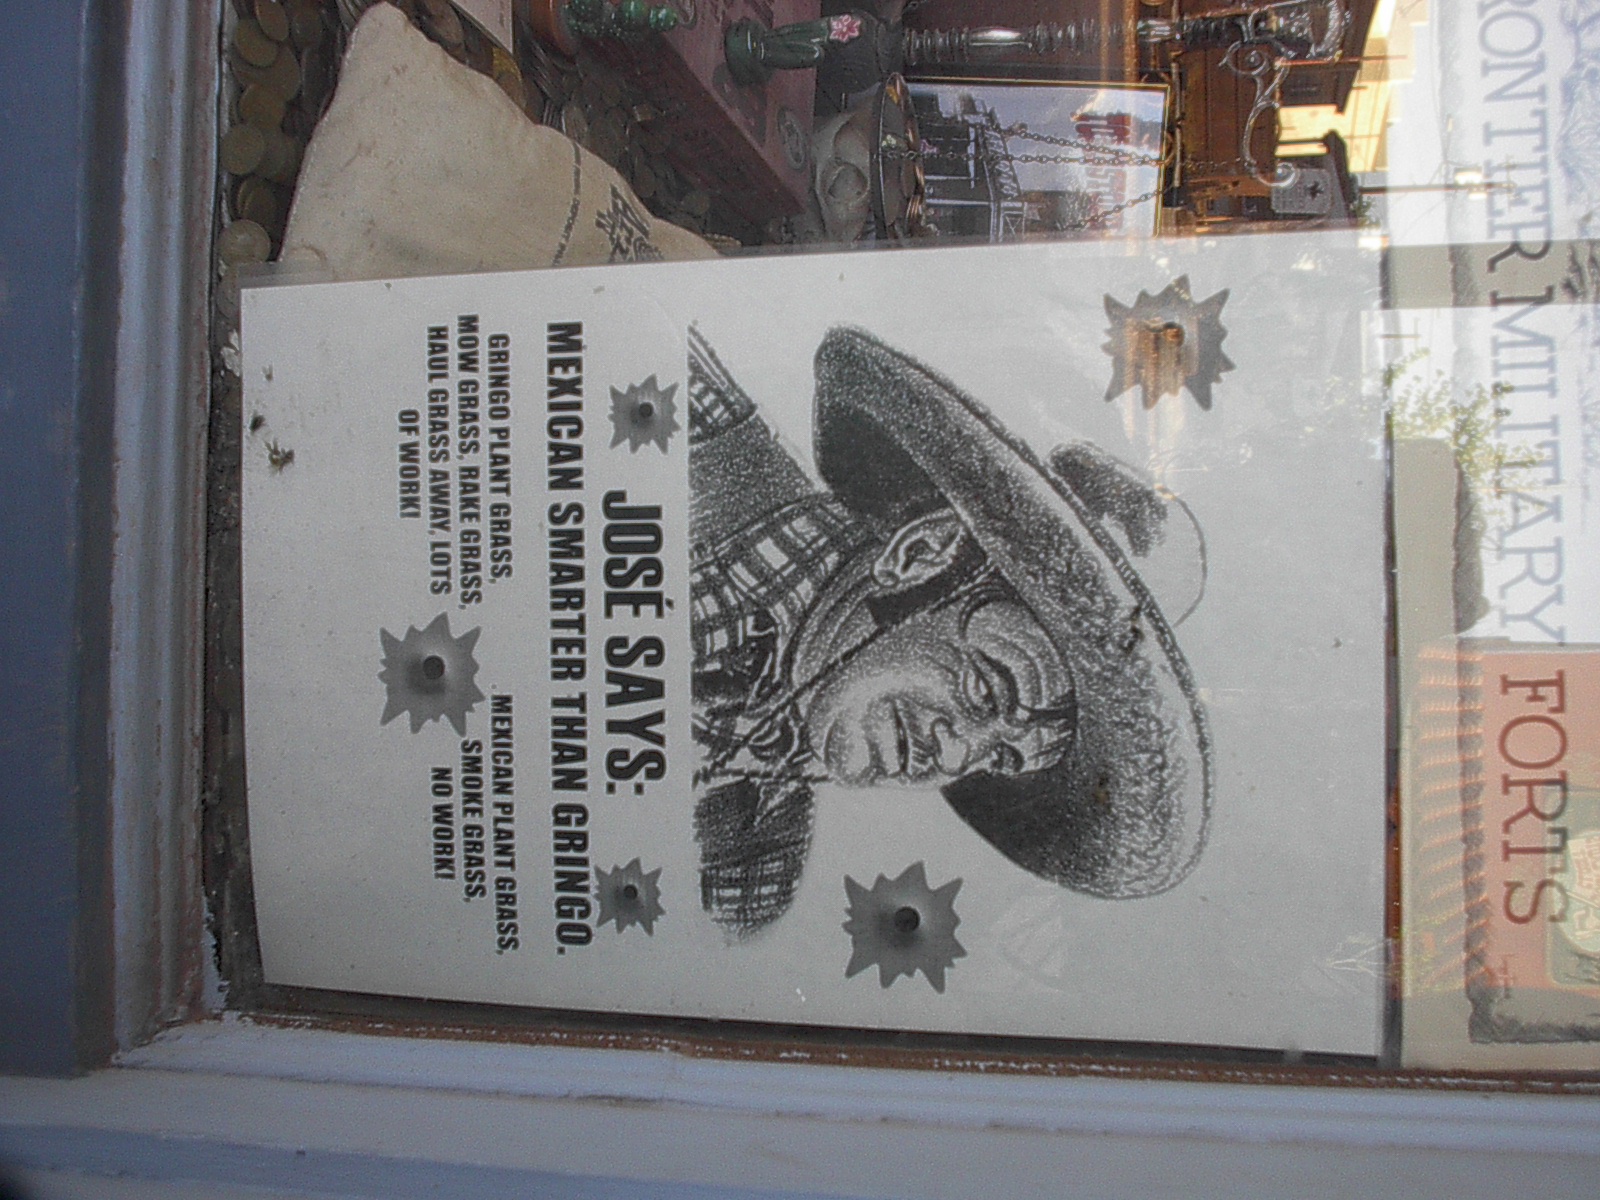 JOSÉ SAYS:
MEXICAN SMARTER THAN GRINGO.
GRINGO PLANT GRASS,
MOW GRASS, RAKE GRASS,
HAUL GRASS AWAY, LOTS
OF WORK!
MEXICAN PLANT GRASS,
SMOKE GRASS,
NO WORK!
MILITARY FORTS